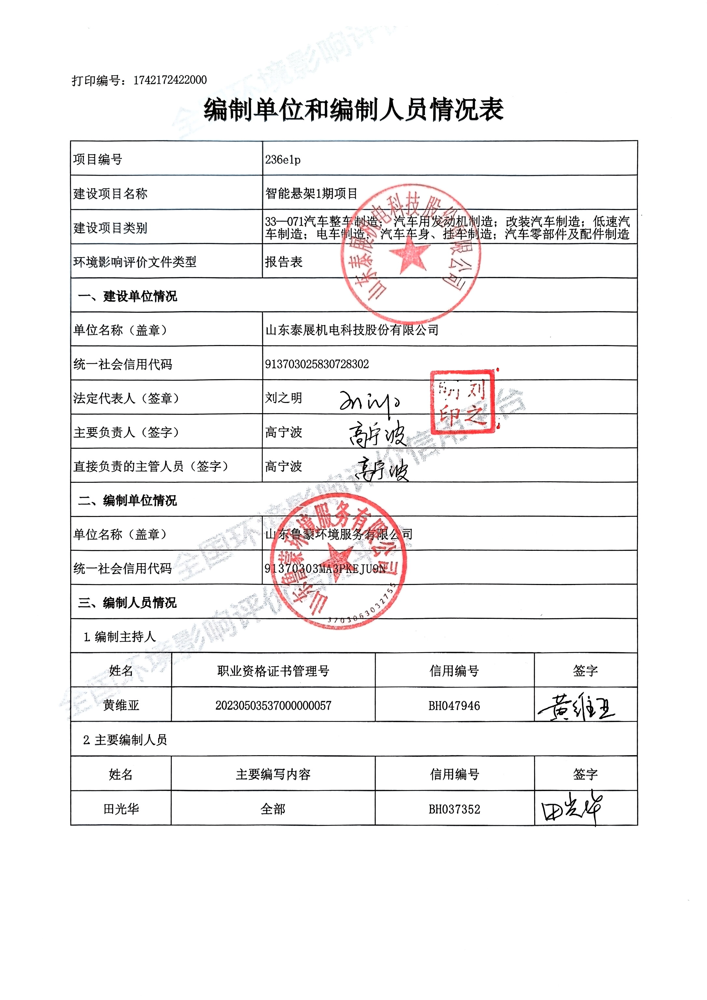 打印编号：1742172422000
编制单位和编制人员情况表
项目编号 236e1p
建设项目名称 智能悬架1期项目
建设项目类别 33—071汽车整车制造；汽车用发动机制造；改装汽车制造；低速汽
车制造；电车制造；汽车车身、挂车制造；汽车零部件及配件制造
环境影响评价文件类型 报告表
山东泰展机电科技股份有限公司
一、建设单位情况
单位名称（盖章） 山东泰展机电科技股份有限公司
统一社会信用代码 913703025830728302
法定代表人（签章） 刘之明
刘之明印
主要负责人（签字） 高宁波 高宁波
直接负责的主管人员（签字） 高宁波 高宁波
二、编制单位情况
单位名称（盖章） 山东鲁蒙环境服务有限公司
统一社会信用代码 91370303MA3PKEJU9N
山东鲁蒙环境服务有限公司
3703063032755
三、编制人员情况
1.编制主持人
姓名 职业资格证书管理号 信用编号 签字
黄维亚 20230503537000000057 BH047946 黄维亚
2.主要编制人员
姓名 主要编写内容 信用编号 签字
田光华 全部 BH037352 田光华
全国环境影响评价信用平台